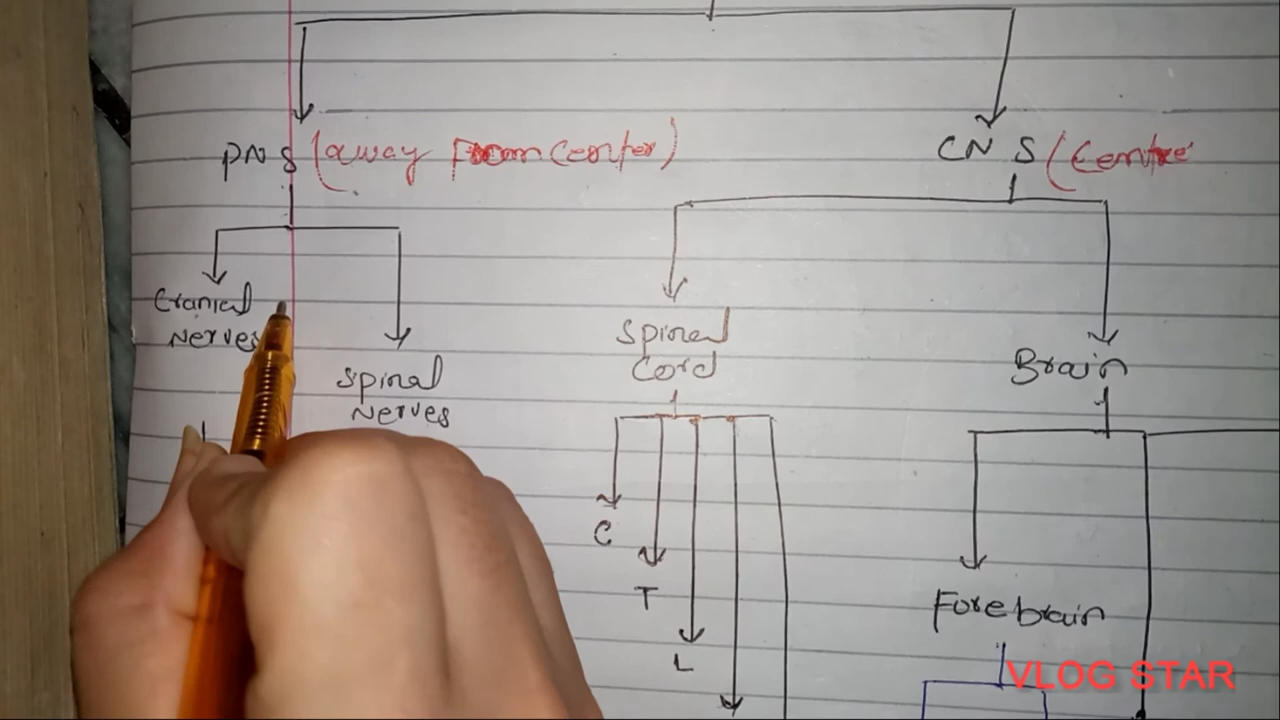 PNS (away from center)
CNS (Centre
Cranial
Nerves
Spinal
Nerves
Spinal
Cord
Brain
C
T
L
Forebrain
VLOG STAR